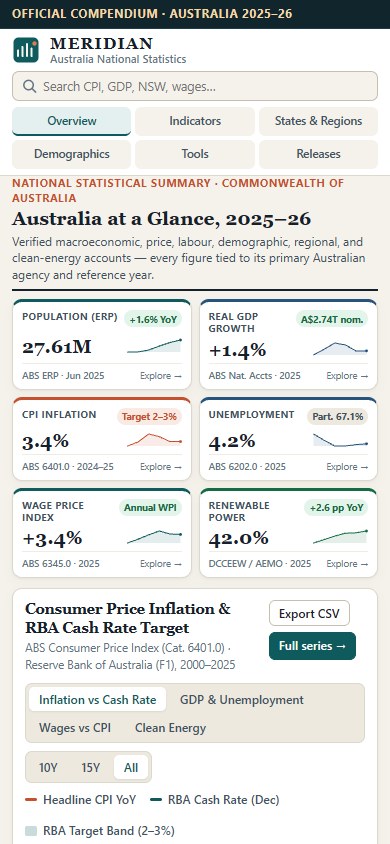 OFFICIAL COMPENDIUM · AUSTRALIA 2025–26
MERIDIAN
Australia National Statistics
Search CPI, GDP, NSW, wages...
Overview
Indicators
States & Regions
Demographics
Tools
Releases
NATIONAL STATISTICAL SUMMARY · COMMONWEALTH OF
AUSTRALIA
Australia at a Glance, 2025–26
Verified macroeconomic, price, labour, demographic, regional, and
clean-energy accounts — every figure tied to its primary Australian
agency and reference year.
POPULATION (ERP)
+1.6% YoY
27.61M
ABS ERP · Jun 2025
Explore →
REAL GDP
GROWTH
A$2.74T nom.
+1.4%
ABS Nat. Accts · 2025
Explore →
CPI INFLATION
Target 2–3%
3.4%
ABS 6401.0 · 2024–25
Explore →
UNEMPLOYMENT
Part. 67.1%
4.2%
ABS 6202.0 · 2025
Explore →
WAGE PRICE
INDEX
Annual WPI
+3.4%
ABS 6345.0 · 2025
Explore →
RENEWABLE
POWER
+2.6 pp YoY
42.0%
DCCEEW / AEMO · 2025
Explore →
Consumer Price Inflation &
RBA Cash Rate Target
ABS Consumer Price Index (Cat. 6401.0) ·
Reserve Bank of Australia (F1), 2000–2025
Export CSV
Full series →
Inflation vs Cash Rate
GDP & Unemployment
Wages vs CPI
Clean Energy
10Y
15Y
All
Headline CPI YoY
RBA Cash Rate (Dec)
RBA Target Band (2–3%)